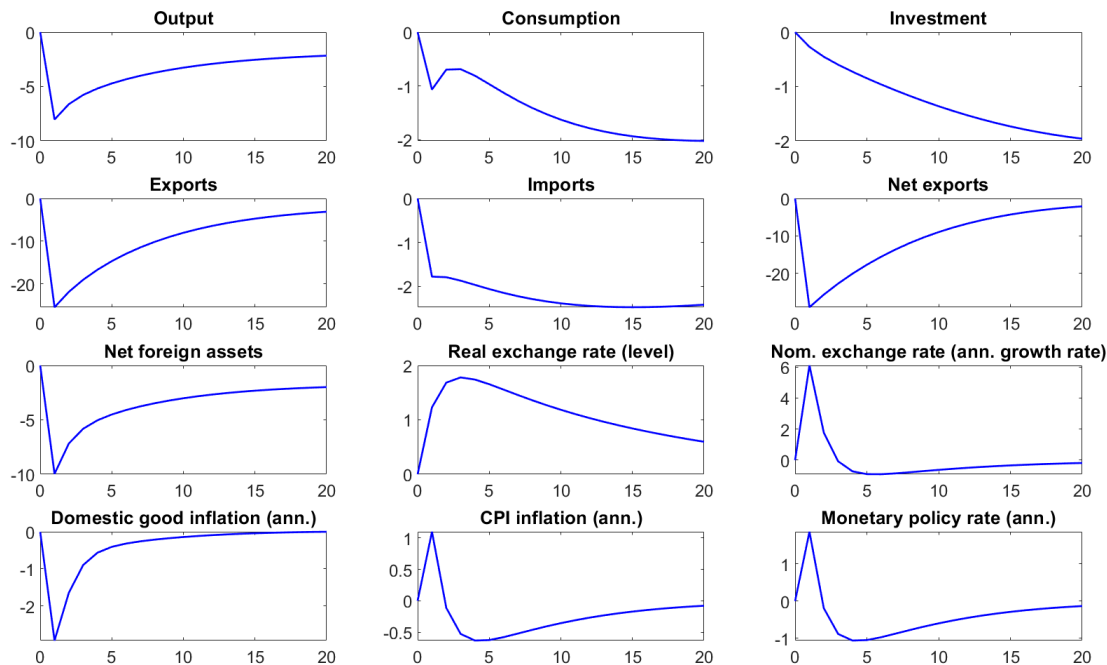 Output
Consumption
Investment
0
-5
-10
0 5 10 15 20
0
-1
-2
0 5 10 15 20
0
-1
-2
0 5 10 15 20
Exports
Imports
Net exports
0
-10
-20
0 5 10 15 20
0
-1
-2
0 5 10 15 20
0
-10
-20
0 5 10 15 20
Net foreign assets
Real exchange rate (level)
Nom. exchange rate (ann. growth rate)
0
-5
-10
0 5 10 15 20
2
1
0
0 5 10 15 20
6
4
2
0
0 5 10 15 20
Domestic good inflation (ann.)
CPI inflation (ann.)
Monetary policy rate (ann.)
0
-1
-2
0 5 10 15 20
1
0.5
0
-0.5
0 5 10 15 20
1
0
-1
0 5 10 15 20